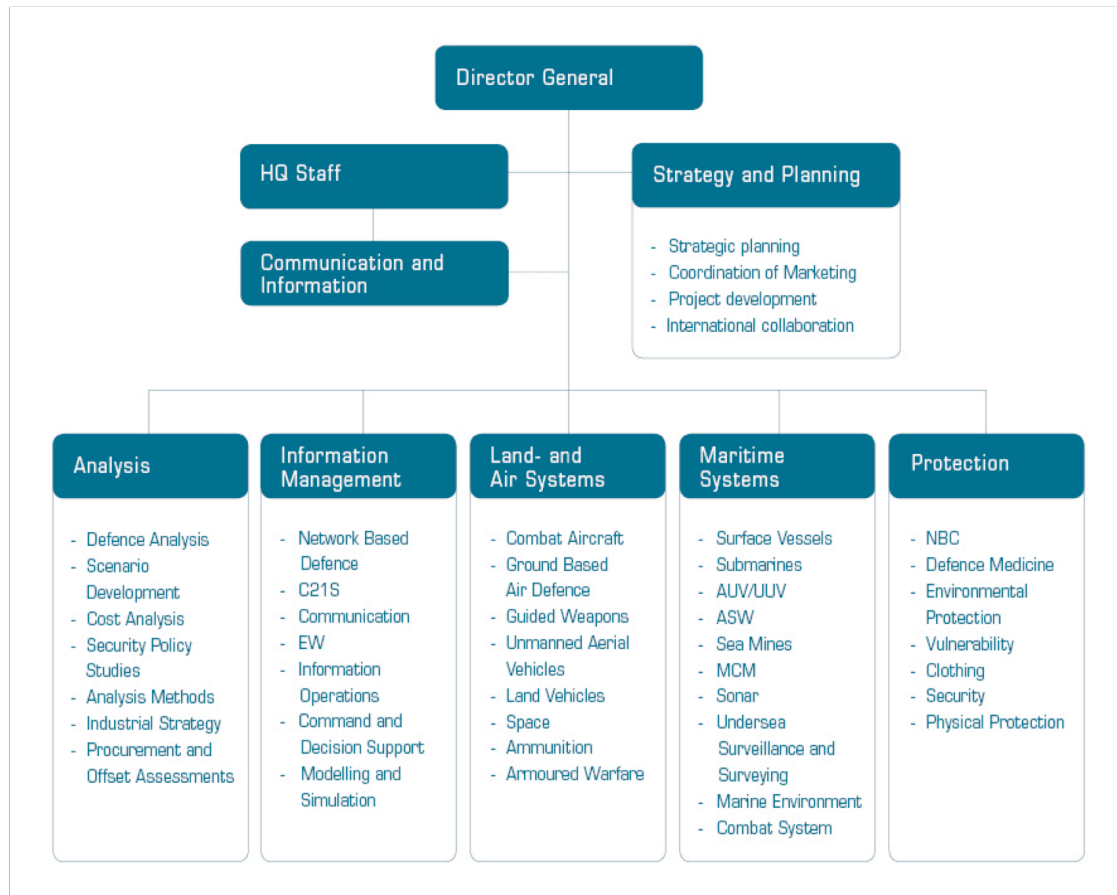 Director General
HQ Staff
Strategy and Planning
- Strategic planning
- Coordination of Marketing
- Project development
- International collaboration
Communication and
Information
Analysis
- Defence Analysis
- Scenario
Development
- Cost Analysis
- Security Policy
Studies
- Analysis Methods
- Industrial Strategy
- Procurement and
Offset Assessments
Information
Management
- Network Based
Defence
- C21S
- Communication
- EW
- Information
Operations
- Command and
Decision Support
- Modelling and
Simulation
Land- and
Air Systems
- Combat Aircraft
- Ground Based
Air Defence
- Guided Weapons
- Unmanned Aerial
Vehicles
- Land Vehicles
- Space
- Ammunition
- Armoured Warfare
Maritime
Systems
- Surface Vessels
- Submarines
- AUV/UUV
- ASW
- Sea Mines
- MCM
- Sonar
- Undersea
Surveillance and
Surveying
- Marine Environment
- Combat System
Protection
- NBC
- Defence Medicine
- Environmental
Protection
- Vulnerability
- Clothing
- Security
- Physical Protection